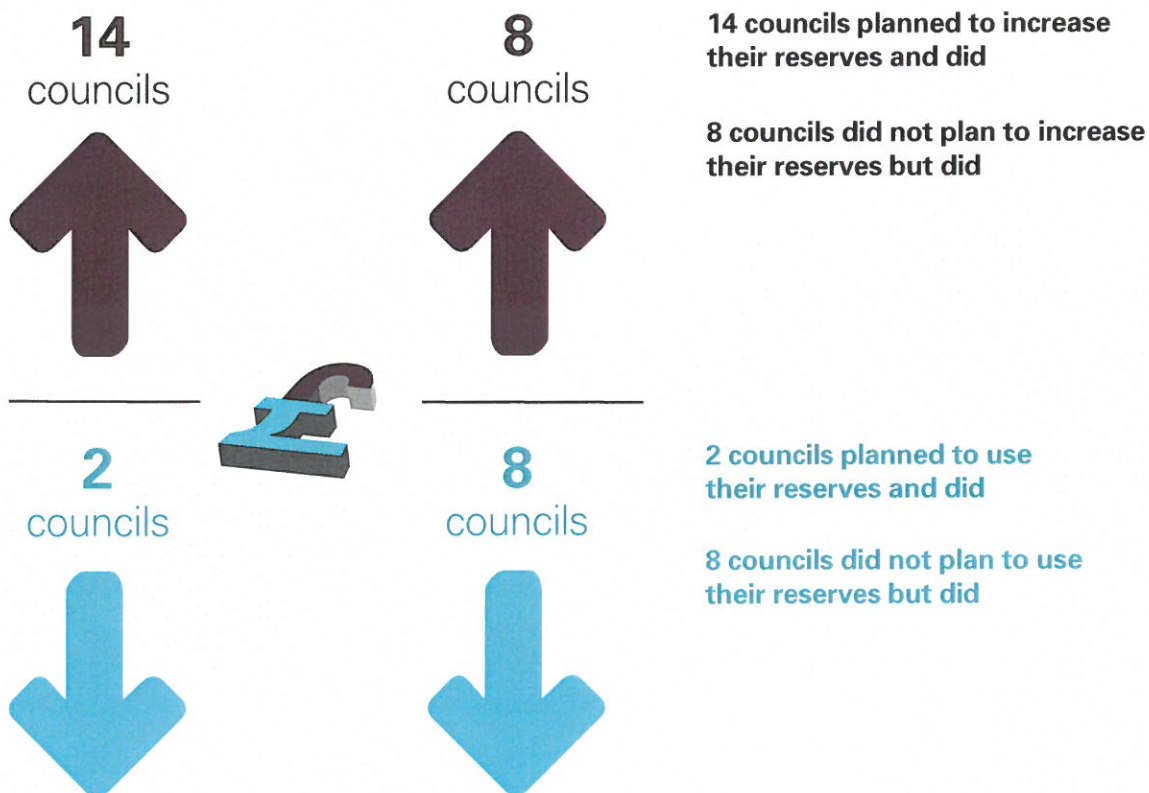 14
councils
8
councils
14 councils planned to increase
their reserves and did
8 councils did not plan to increase
their reserves but did
£
2
councils
8
councils
2 councils planned to use
their reserves and did
8 councils did not plan to use
their reserves but did